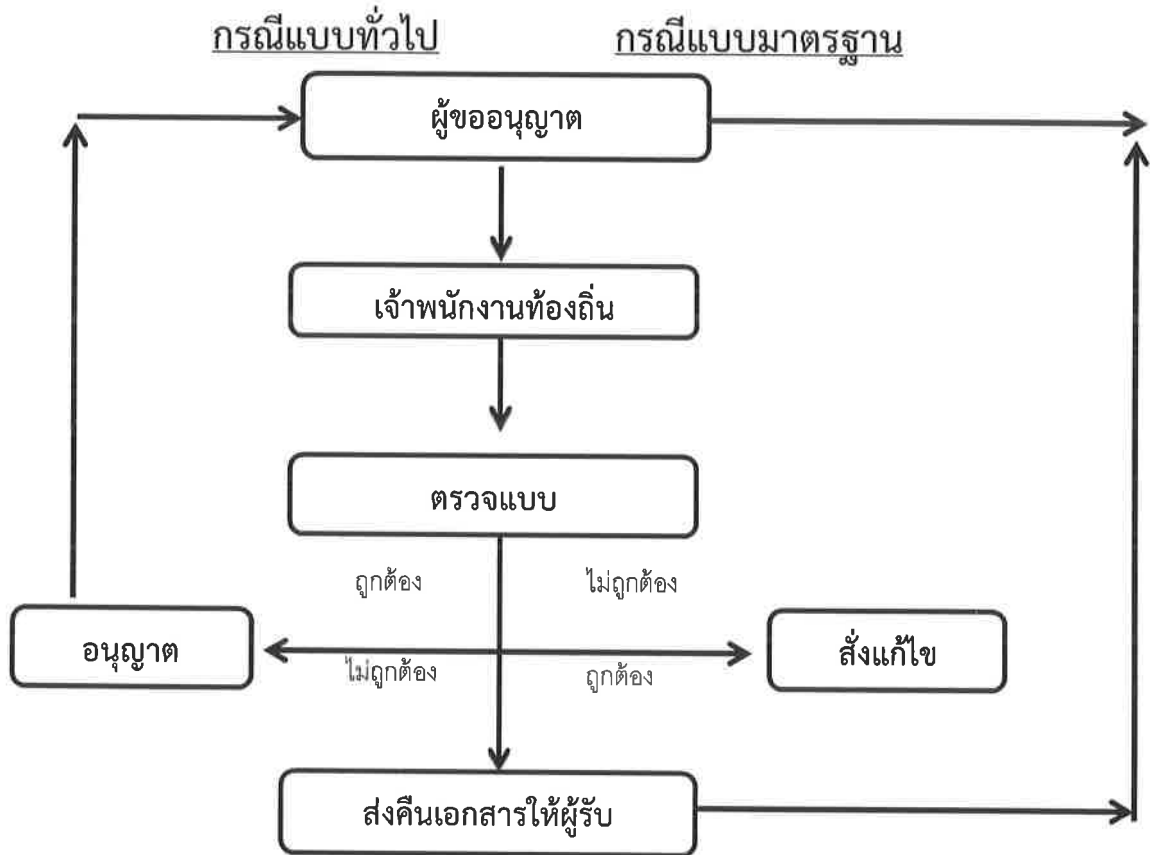 กรณีแบบทั่วไป
กรณีแบบมาตรฐาน
ผู้ขออนุญาต
เจ้าพนักงานท้องถิ่น
ตรวจแบบ
ถูกต้อง
ไม่ถูกต้อง
อนุญาต
สั่งแก้ไข
ไม่ถูกต้อง
ถูกต้อง
ส่งคืนเอกสารให้ผู้รับ